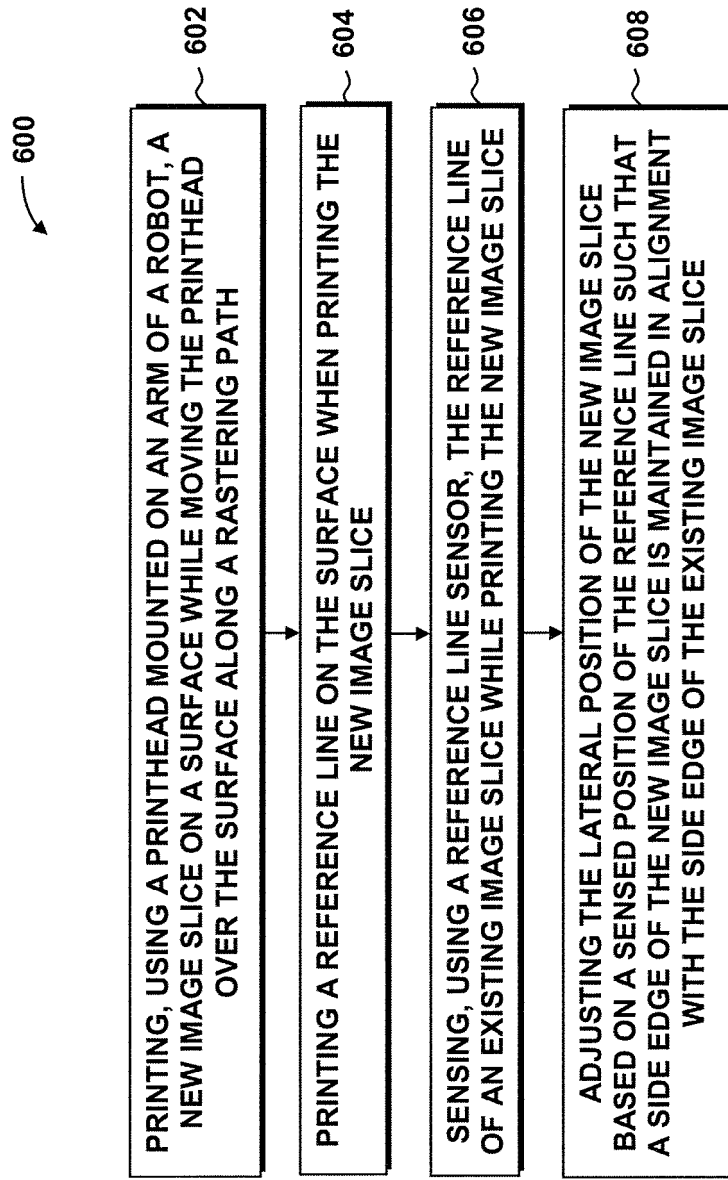 600
PRINTING, USING A PRINTHEAD MOUNTED ON AN ARM OF A ROBOT, A
NEW IMAGE SLICE ON A SURFACE WHILE MOVING THE PRINTHEAD
OVER THE SURFACE ALONG A RASTERING PATH
602
PRINTING A REFERENCE LINE ON THE SURFACE WHEN PRINTING THE
NEW IMAGE SLICE
604
SENSING, USING A REFERENCE LINE SENSOR, THE REFERENCE LINE
OF AN EXISTING IMAGE SLICE WHILE PRINTING THE NEW IMAGE SLICE
606
ADJUSTING THE LATERAL POSITION OF THE NEW IMAGE SLICE
BASED ON A SENSED POSITION OF THE REFERENCE LINE SUCH THAT
A SIDE EDGE OF THE NEW IMAGE SLICE IS MAINTAINED IN ALIGNMENT
WITH THE SIDE EDGE OF THE EXISTING IMAGE SLICE
608